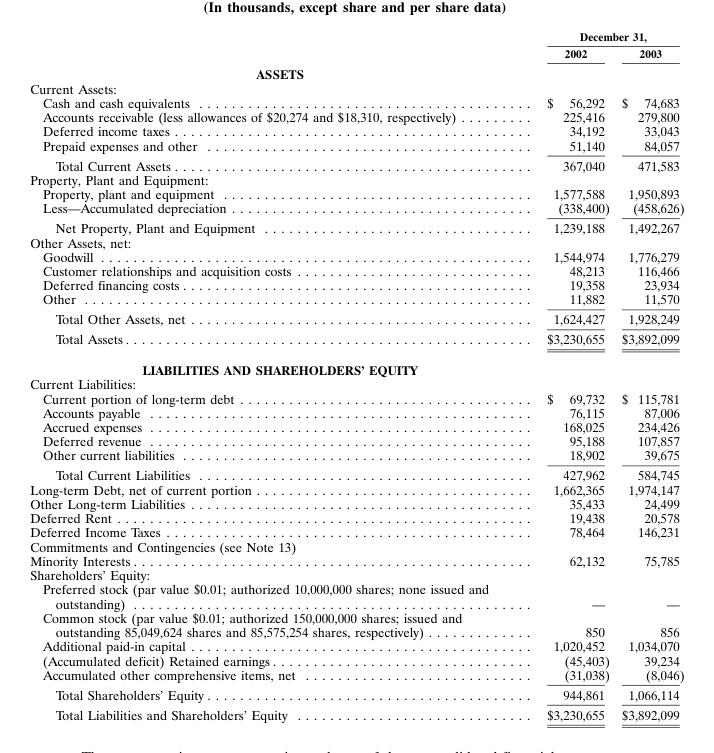 (In thousands, except share and per share data)
December 31,
2002 2003
ASSETS
Current Assets:
Cash and cash equivalents . . . . . . . . . . . . . . . . . . . . $ 56,292 $ 74,683
Accounts receivable (less allowances of $20,274 and $18,310, respectively) . . . . . . . . . 225,416 279,800
Deferred income taxes . . . . . . . . . . . . . . . . . . . . 34,192 33,043
Prepaid expenses and other . . . . . . . . . . . . . . . . . . . . 51,140 84,057
Total Current Assets . . . . . . . . . . . . . . . . . . . . 367,040 471,583
Property, Plant and Equipment:
Property, plant and equipment . . . . . . . . . . . . . . . . . . . . 1,577,588 1,950,893
Less—Accumulated depreciation . . . . . . . . . . . . . . . . . . . . (338,400) (458,626)
Net Property, Plant and Equipment . . . . . . . . . . . . . . . . . . . . 1,239,188 1,492,267
Other Assets, net:
Goodwill . . . . . . . . . . . . . . . . . . . . 1,544,974 1,776,279
Customer relationships and acquisition costs . . . . . . . . . . . . . . . . . . . . 48,213 116,466
Deferred financing costs . . . . . . . . . . . . . . . . . . . . 19,358 23,934
Other . . . . . . . . . . . . . . . . . . . . 11,882 11,570
Total Other Assets, net . . . . . . . . . . . . . . . . . . . . 1,624,427 1,928,249
Total Assets . . . . . . . . . . . . . . . . . . . . $3,230,655 $3,892,099
LIABILITIES AND SHAREHOLDERS' EQUITY
Current Liabilities:
Current portion of long-term debt . . . . . . . . . . . . . . . . . . . . $ 69,732 $ 115,781
Accounts payable . . . . . . . . . . . . . . . . . . . . 76,115 87,006
Accrued expenses . . . . . . . . . . . . . . . . . . . . 168,025 234,426
Deferred revenue . . . . . . . . . . . . . . . . . . . . 95,188 107,857
Other current liabilities . . . . . . . . . . . . . . . . . . . . 18,902 39,675
Total Current Liabilities . . . . . . . . . . . . . . . . . . . . 427,962 584,745
Long-term Debt, net of current portion . . . . . . . . . . . . . . . . . . . . 1,662,365 1,974,147
Other Long-term Liabilities . . . . . . . . . . . . . . . . . . . . 35,433 24,499
Deferred Rent . . . . . . . . . . . . . . . . . . . . 19,438 20,578
Deferred Income Taxes . . . . . . . . . . . . . . . . . . . . 78,464 146,231
Commitments and Contingencies (see Note 13)
Minority Interests . . . . . . . . . . . . . . . . . . . . 62,132 75,785
Shareholders' Equity:
Preferred stock (par value $0.01; authorized 10,000,000 shares; none issued and
outstanding) . . . . . . . . . . . . . . . . . . . . — —
Common stock (par value $0.01; authorized 150,000,000 shares; issued and
outstanding 85,049,624 shares and 85,575,254 shares, respectively) . . . . . . . . . . . . . 850 856
Additional paid-in capital . . . . . . . . . . . . . . . . . . . . 1,020,452 1,034,070
(Accumulated deficit) Retained earnings . . . . . . . . . . . . . . . . . . . . (45,403) 39,234
Accumulated other comprehensive items, net . . . . . . . . . . . . . . . . . . . . (31,038) (8,046)
Total Shareholders' Equity . . . . . . . . . . . . . . . . . . . . 944,861 1,066,114
Total Liabilities and Shareholders' Equity . . . . . . . . . . . . . . . . . . . . $3,230,655 $3,892,099